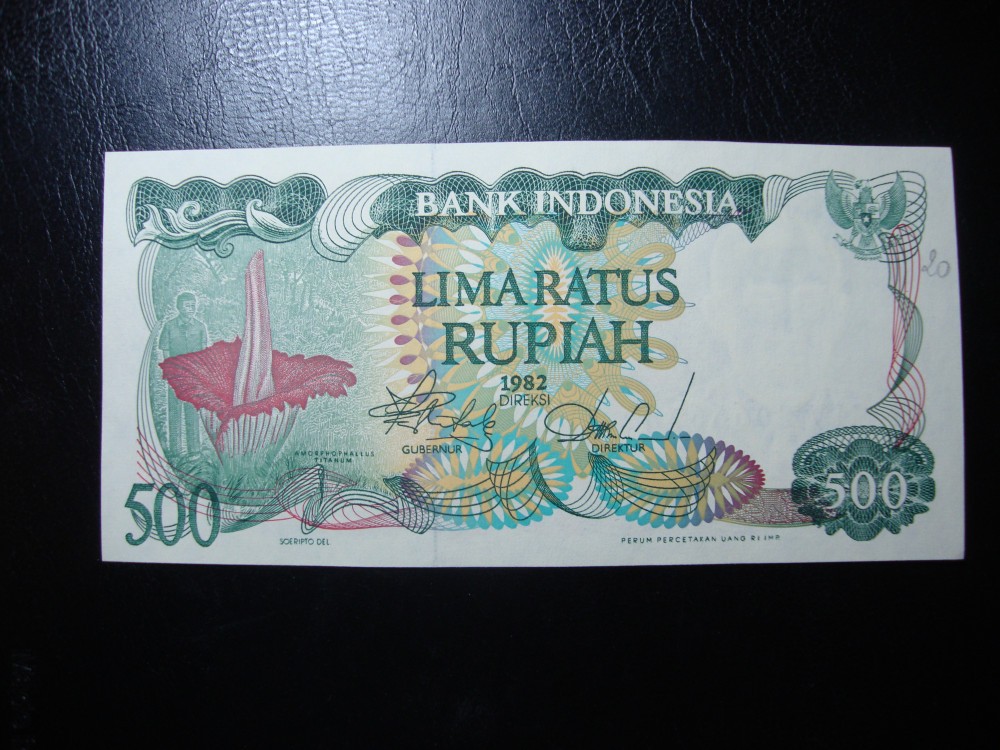 BANK INDONESIA
LIMA RATUS
RUPIAH
1982
DIREKSI
GUBERNUR
DIREKTUR
AMORPHOPHALLUS
TITANUM
500
500
SOERIPTO DEL
PERUM PERCETAKAN UANG RI IMP.
20